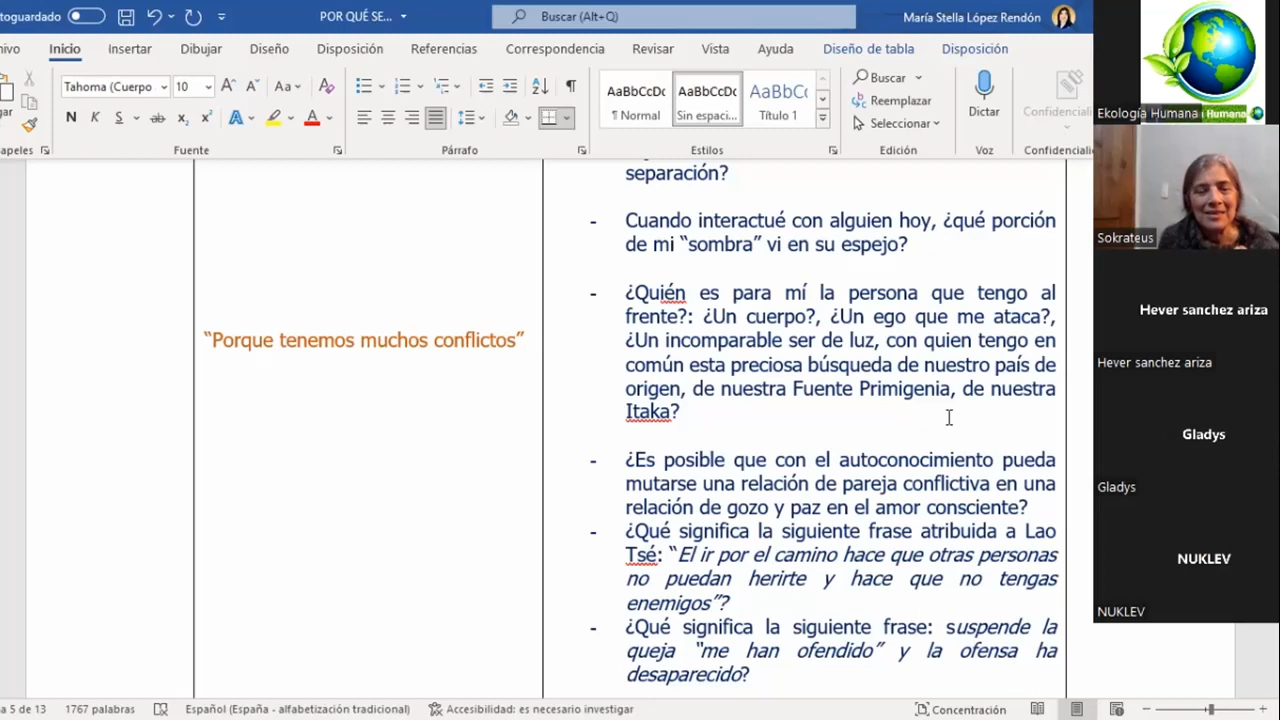 toguardado
POR QUÉ SE...
Buscar (Alt+Q)
María Stella López Rendón
Inicio
Insertar
Dibujar
Diseño
Disposición
Referencias
Correspondencia
Revisar
Vista
Ayuda
Diseño de tabla
Disposición
Tahoma (Cuerpo
10
Aa
N K S ab x₂ x²
Fuente
Párrafo
AaBbCcDc
¶ Normal
AaBbCcDc
Sin espaci...
AaBbCc
Título 1
Estilos
Buscar
Reemplazar
Seleccionar
Edición
Dictar
Voz
Confidencialic
separación?
- Cuando interactué con alguien hoy, ¿qué porción
de mi “sombra” vi en su espejo?
- ¿Quién es para mí la persona que tengo al
frente?: ¿Un cuerpo?, ¿Un ego que me ataca?,
¿Un incomparable ser de luz, con quien tengo en
común esta preciosa búsqueda de nuestro país de
origen, de nuestra Fuente Primigenia, de nuestra
Itaka?
“Porque tenemos muchos conflictos”
- ¿Es posible que con el autoconocimiento pueda
mutarse una relación de pareja conflictiva en una
relación de gozo y paz en el amor consciente?
- ¿Qué significa la siguiente frase atribuida a Lao
Tsé: “El ir por el camino hace que otras personas
no puedan herirte y hace que no tengas
enemigos”?
- ¿Qué significa la siguiente frase: suspende la
queja “me han ofendido” y la ofensa ha
desaparecido?
a 5 de 13
1767 palabras
Español (España - alfabetización tradicional)
Accesibilidad: es necesario investigar
Concentración
Ekología Humana
Humana
Sokrateus
Hever sanchez ariza
Hever sanchez ariza
Gladys
Gladys
NUKLEV
NUKLEV